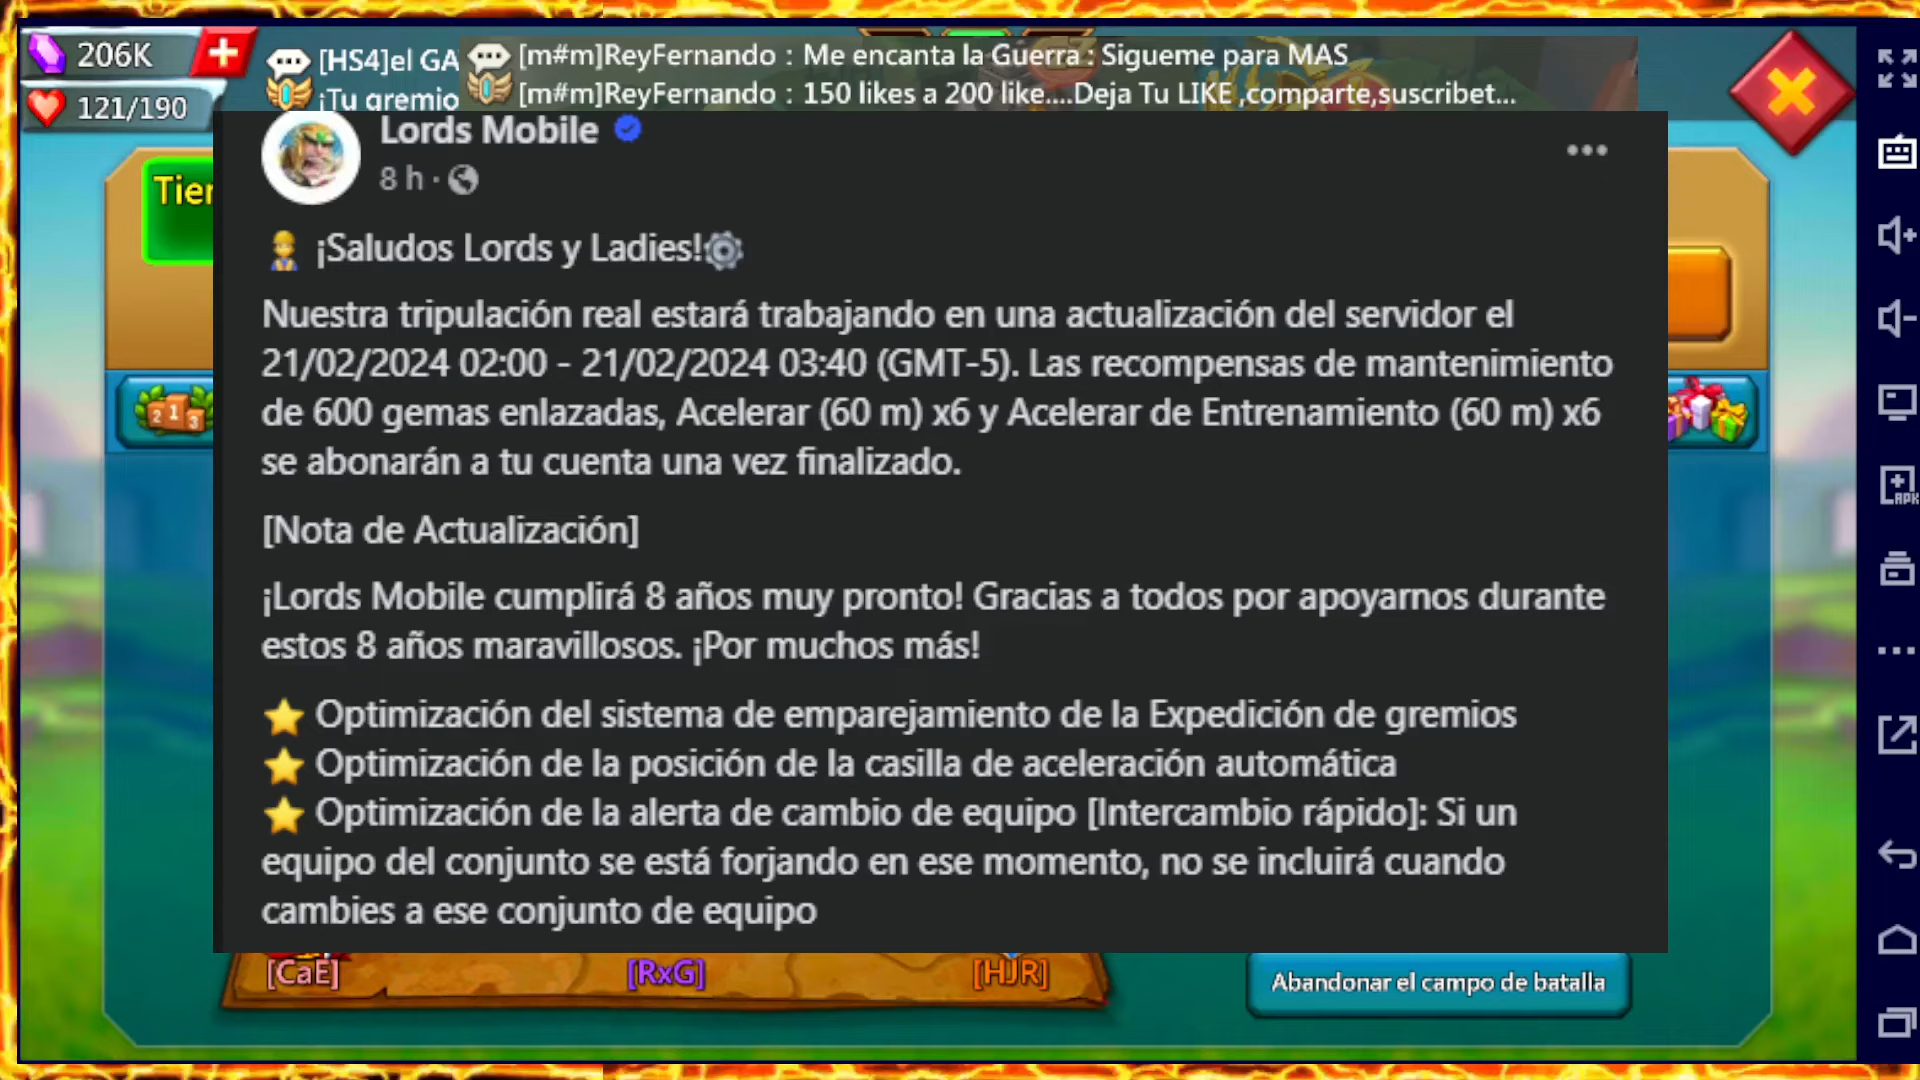 206K
121/190
[HS4]el GA
¡Tu gremio
[m#m]ReyFernando : Me encanta la Guerra : Sigueme para MAS
[m#m]ReyFernando : 150 likes a 200 like....Deja Tu LIKE ,comparte,suscribet...
Lords Mobile
8 h ·
Tier
¡Saludos Lords y Ladies!
Nuestra tripulación real estará trabajando en una actualización del servidor el
21/02/2024 02:00 - 21/02/2024 03:40 (GMT-5). Las recompensas de mantenimiento
de 600 gemas enlazadas, Acelerar (60 m) x6 y Acelerar de Entrenamiento (60 m) x6
se abonarán a tu cuenta una vez finalizado.
[Nota de Actualización]
¡Lords Mobile cumplirá 8 años muy pronto! Gracias a todos por apoyarnos durante
estos 8 años maravillosos. ¡Por muchos más!
Optimización del sistema de emparejamiento de la Expedición de gremios
Optimización de la posición de la casilla de aceleración automática
Optimización de la alerta de cambio de equipo [Intercambio rápido]: Si un
equipo del conjunto se está forjando en ese momento, no se incluirá cuando
cambies a ese conjunto de equipo
2 1 3
APK
[CaE] [RxG] [HJR]
Abandonar el campo de batalla